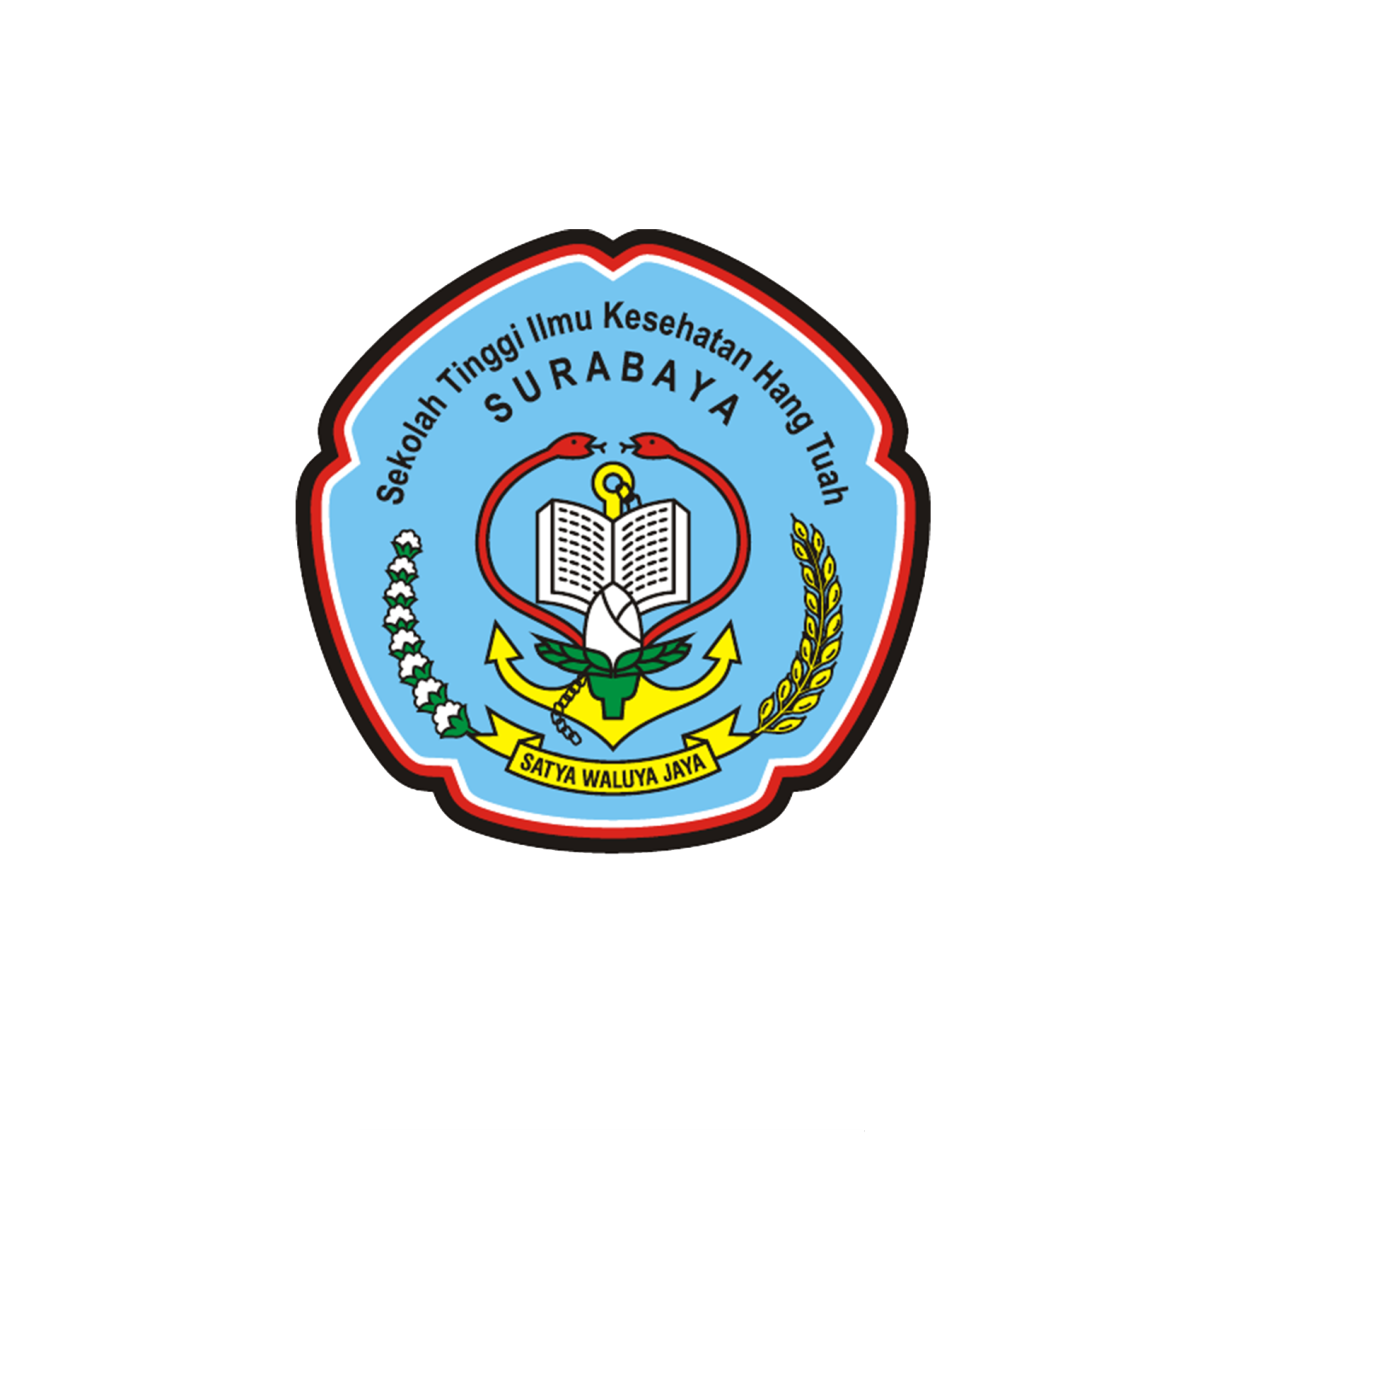 Sekolah Tinggi Ilmu Kesehatan Hang Tuah
SURABAYA
SATYA WALUYA JAYA